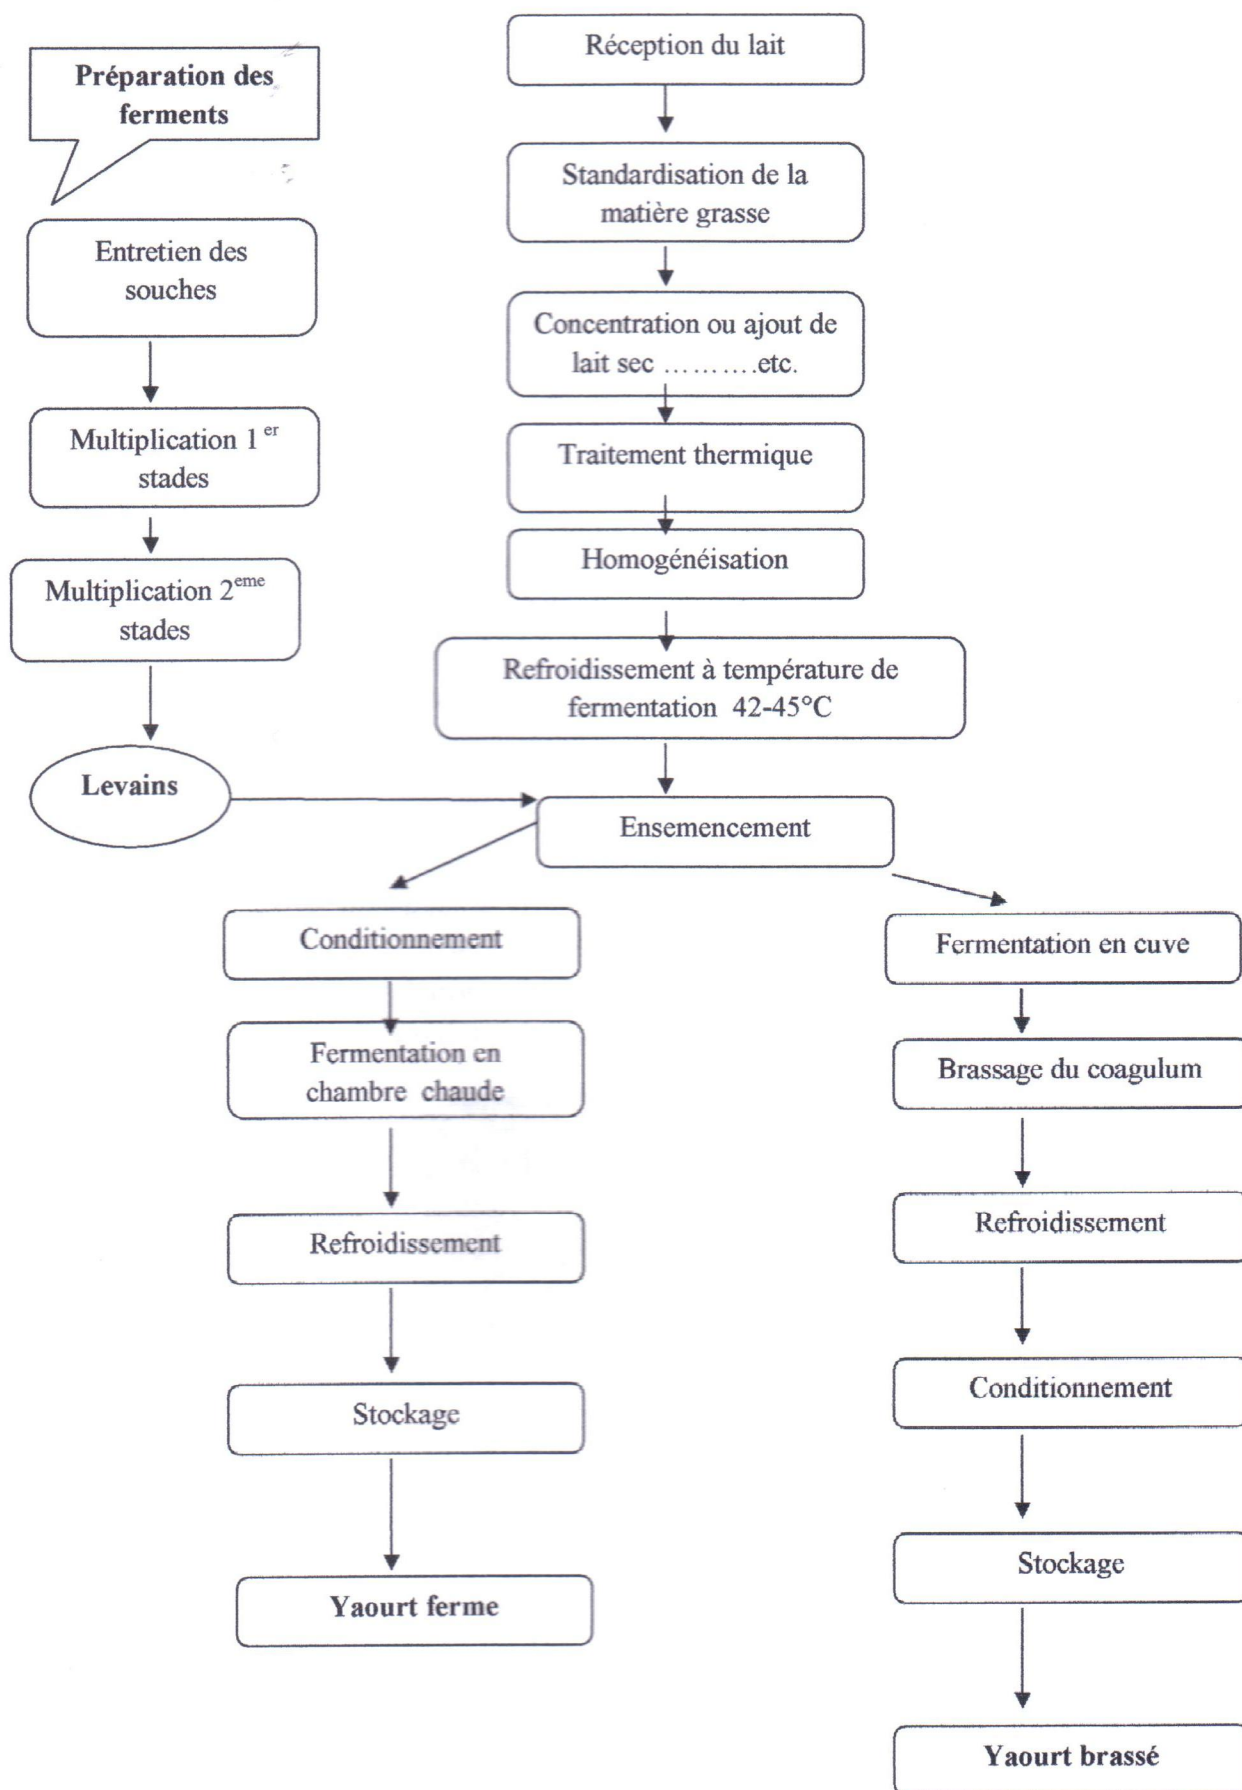 Préparation des
ferments
Entretien des
souches
Multiplication 1er
stades
Multiplication 2eme
stades
Levains
Réception du lait
Standardisation de la
matière grasse
Concentration ou ajout de
lait sec ……….etc.
Traitement thermique
Homogénéisation
Refroidissement à température de
fermentation 42-45°C
Ensemencement
Conditionnement
Fermentation en
chambre chaude
Refroidissement
Stockage
Yaourt ferme
Fermentation en cuve
Brassage du coagulum
Refroidissement
Conditionnement
Stockage
Yaourt brassé